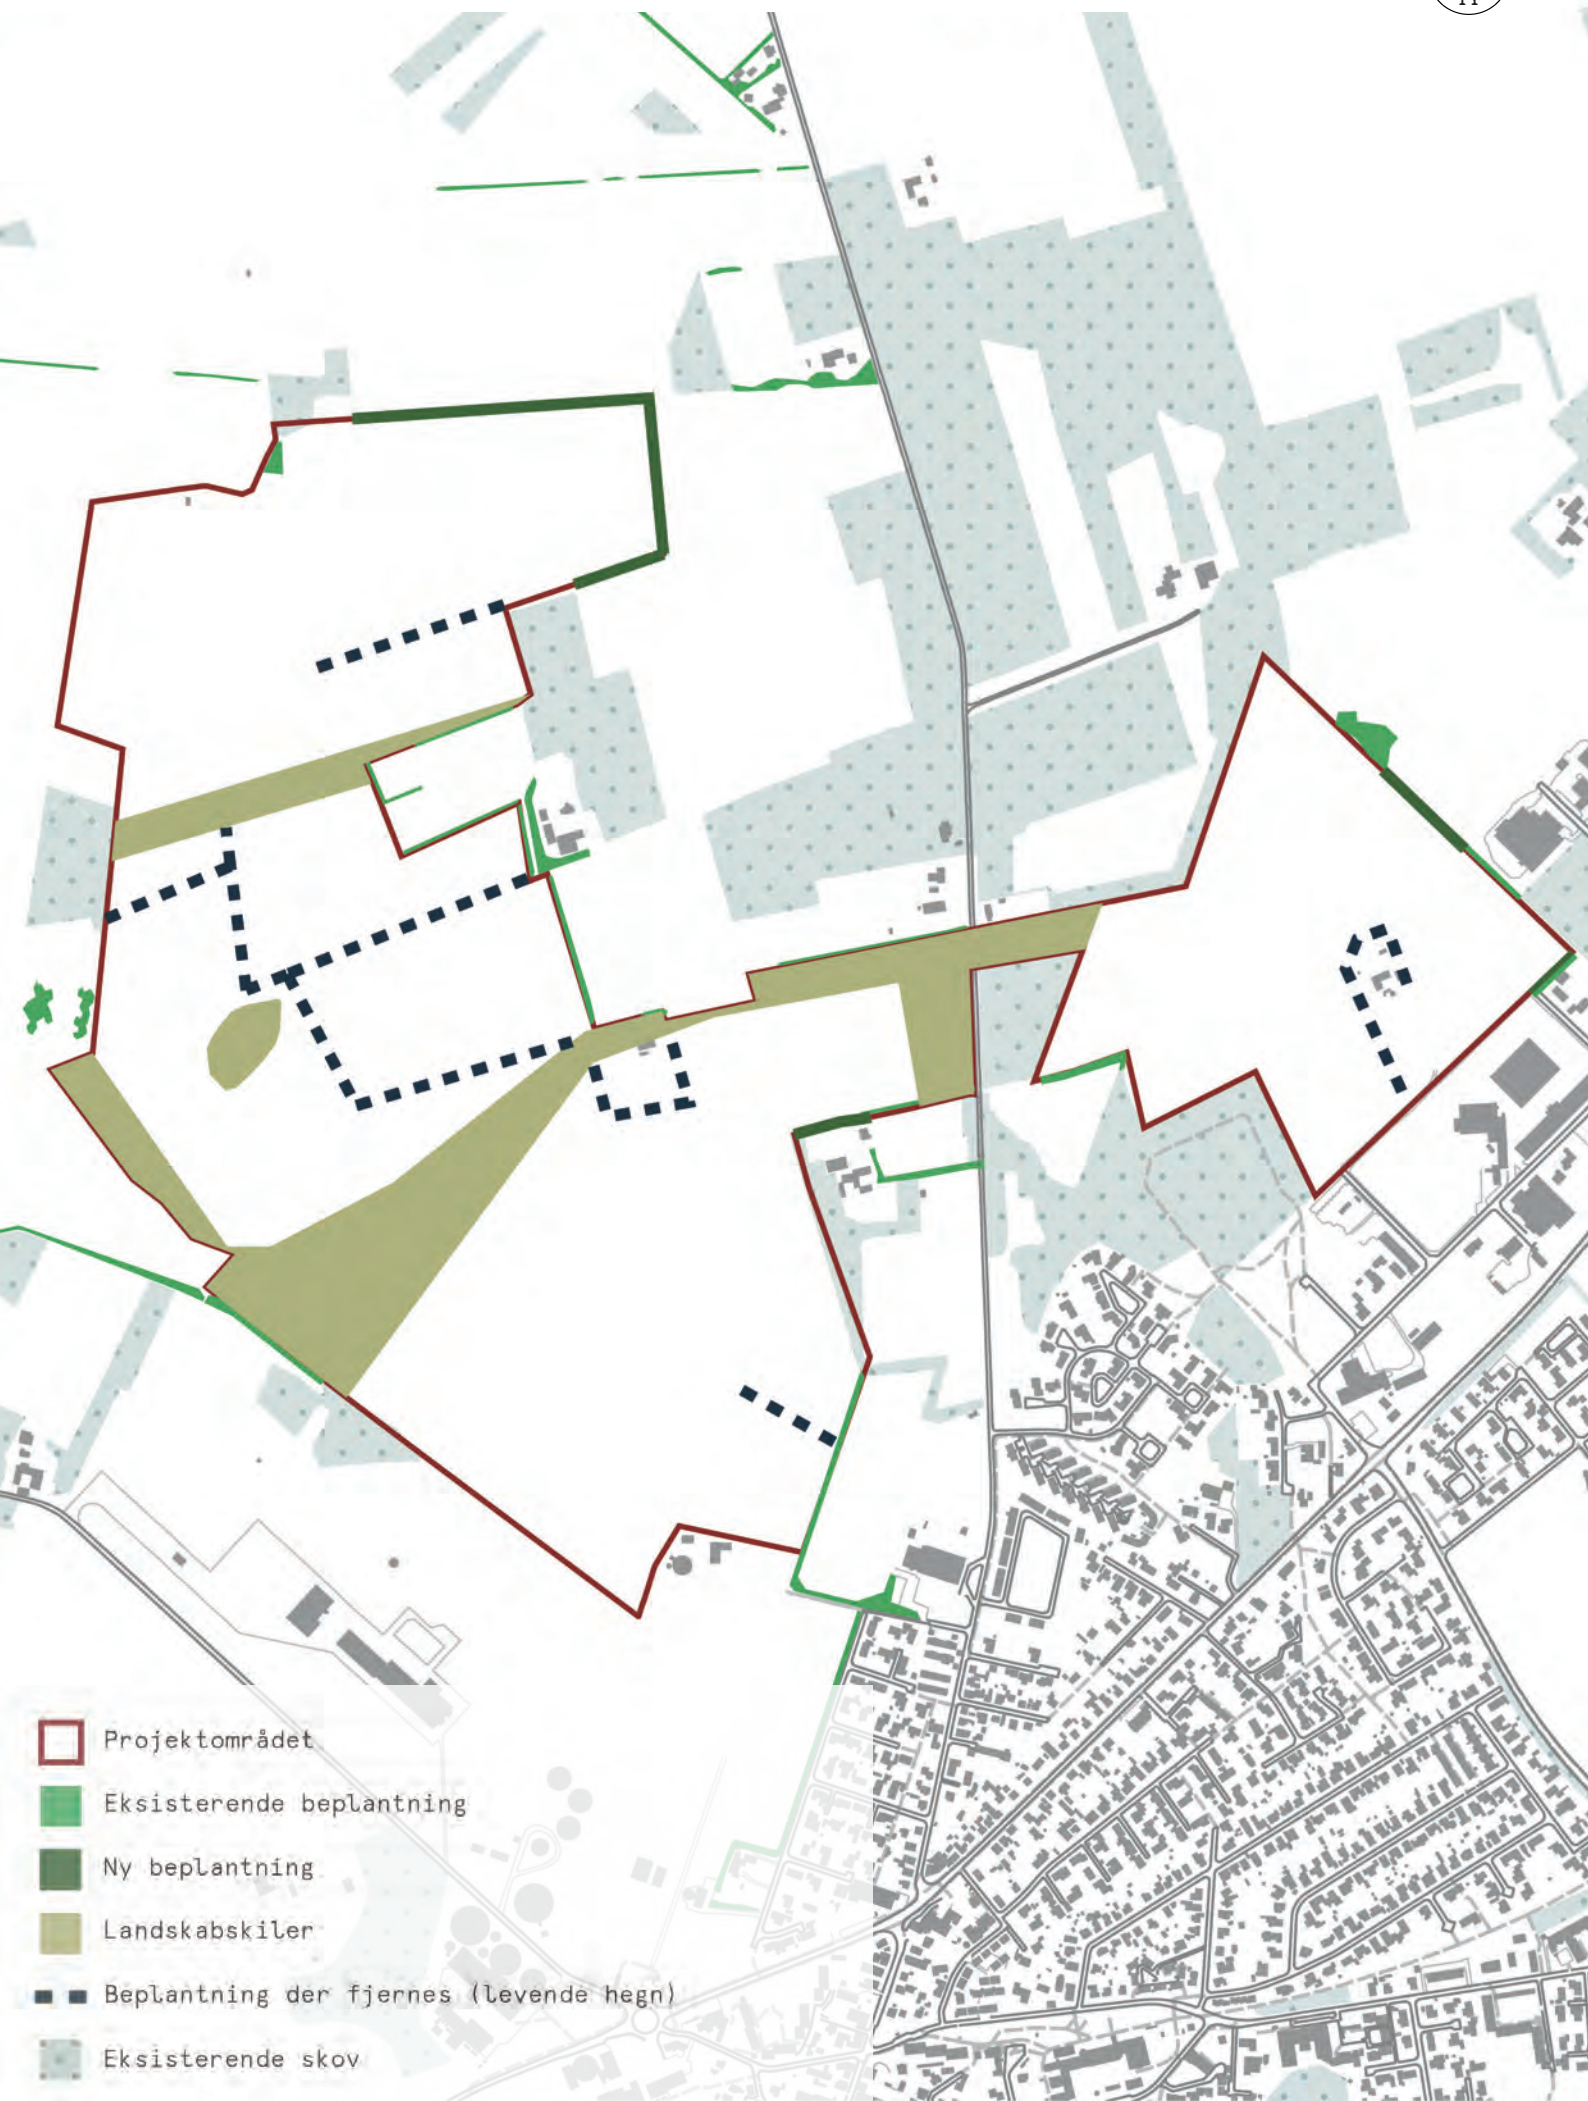 Projektområdet
Eksisterende beplantning
Ny beplantning
Landskabskiler
Beplantning der fjernes (levende hegn)
Eksisterende skov